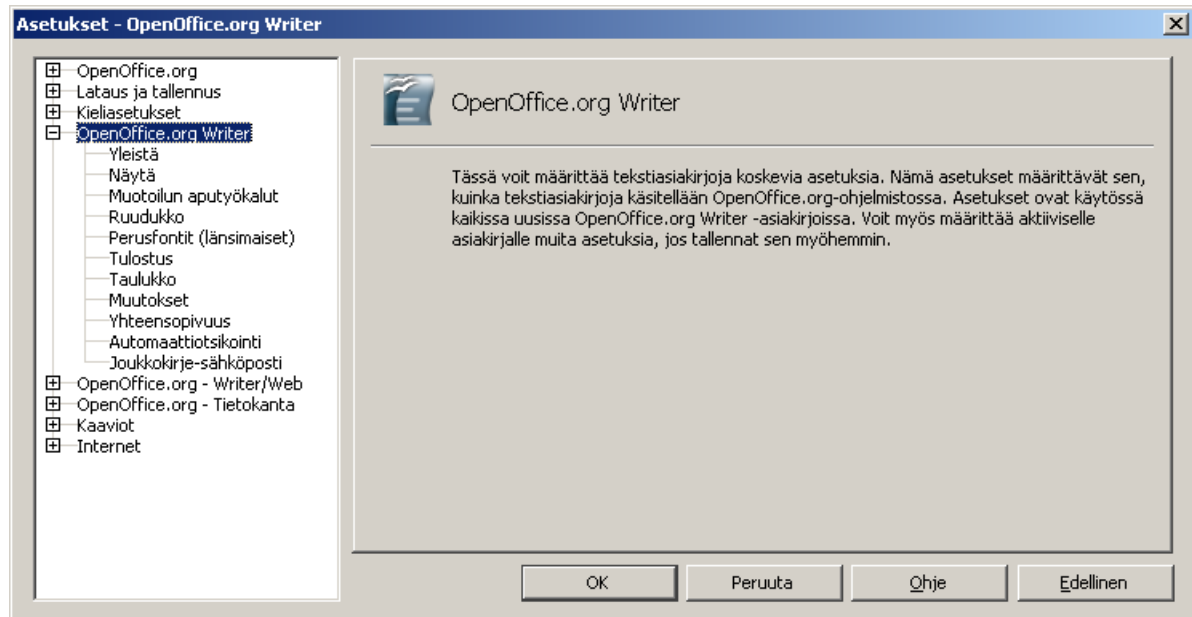 Asetukset - OpenOffice.org Writer
OpenOffice.org
Lataus ja tallennus
Kieliasetukset
OpenOffice.org Writer
Yleistä
Näytä
Muotoilun aputyökalut
Ruudukko
Perusfontit (länsimaiset)
Tulostus
Taulukko
Muutokset
Yhteensopivuus
Automaattiotsikointi
Joukkokirje-sähköposti
OpenOffice.org - Writer/Web
OpenOffice.org - Tietokanta
Kaaviot
Internet
OpenOffice.org Writer
Tässä voit määrittää tekstiasiakirjoja koskevia asetuksia. Nämä asetukset määrittävät sen,
kuinka tekstiasiakirjoja käsitellään OpenOffice.org-ohjelmistossa. Asetukset ovat käytössä
kaikissa uusissa OpenOffice.org Writer -asiakirjoissa. Voit myös määrittää aktiiviselle
asiakirjalle muita asetuksia, jos tallennat sen myöhemmin.
OK
Peruuta
Ohje
Edellinen